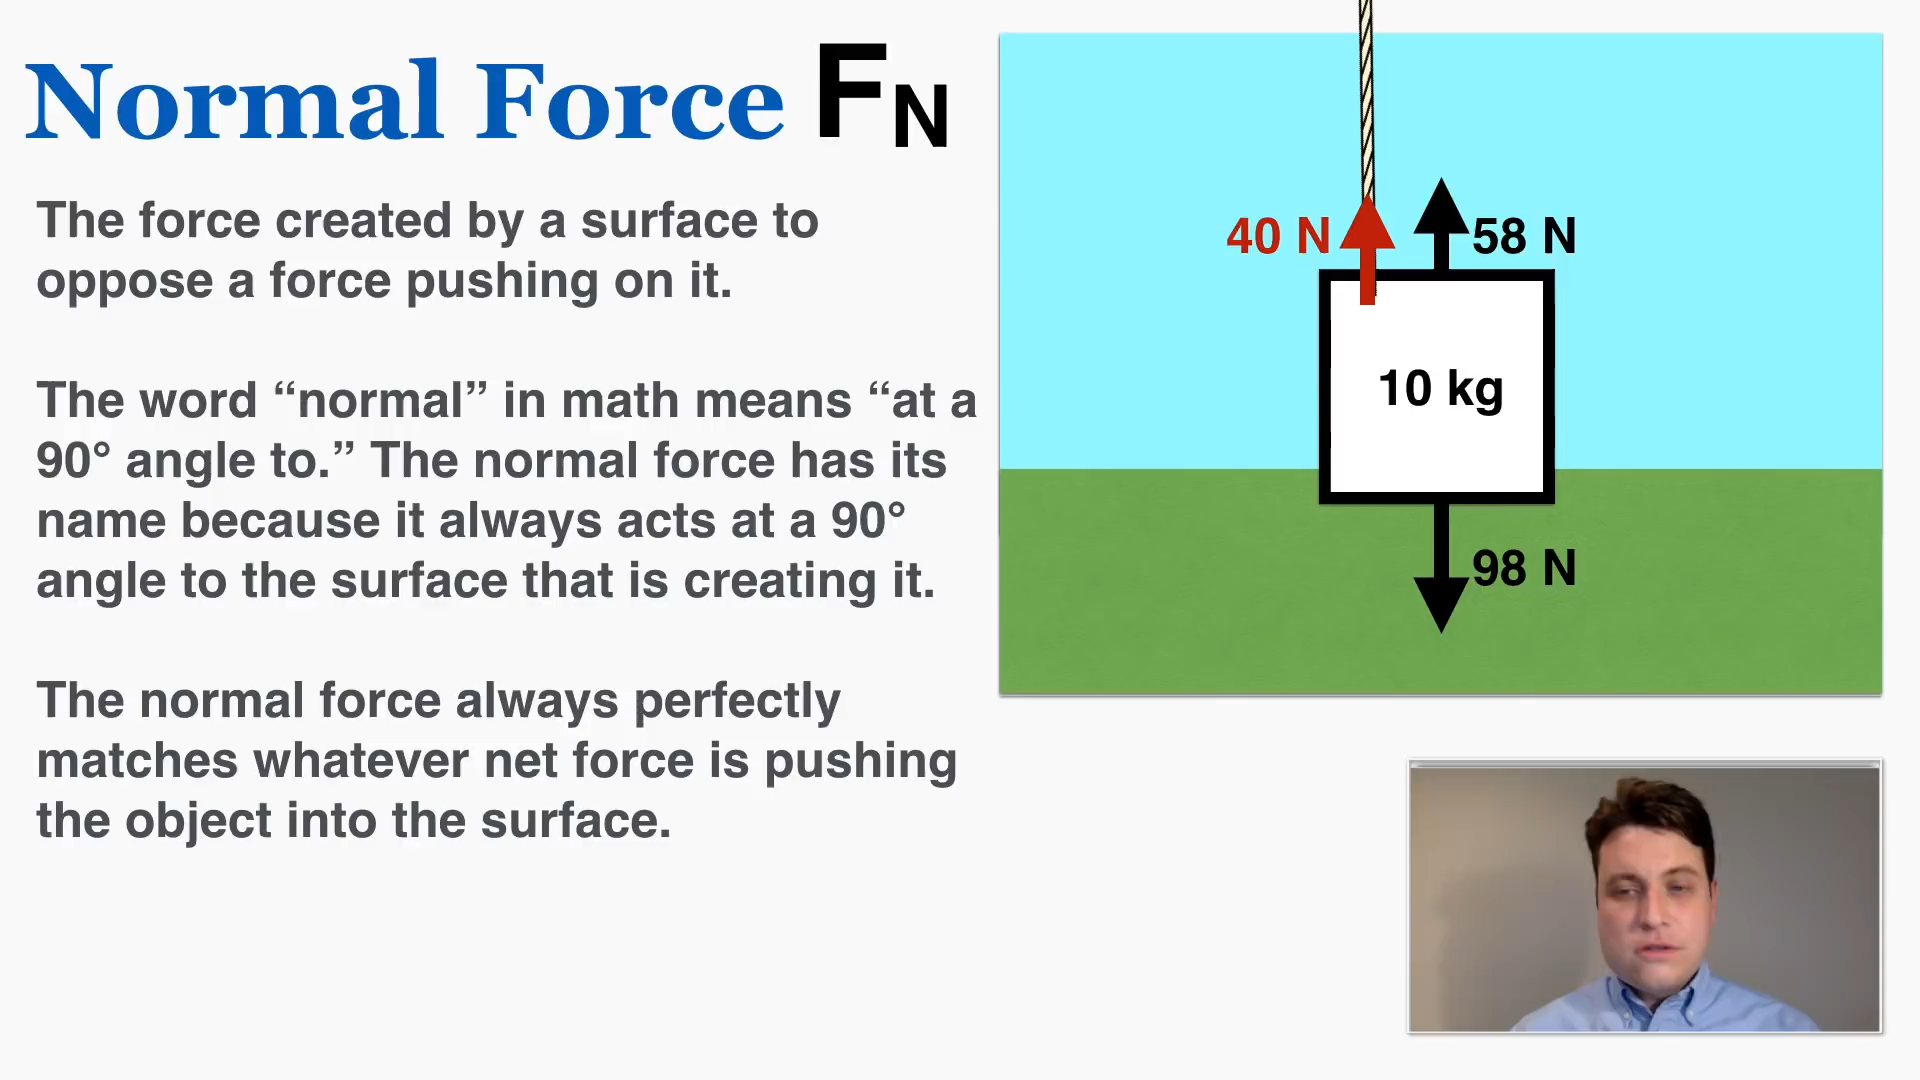 Normal Force FN
The force created by a surface to
oppose a force pushing on it.
The word “normal” in math means “at a
90° angle to.” The normal force has its
name because it always acts at a 90°
angle to the surface that is creating it.
The normal force always perfectly
matches whatever net force is pushing
the object into the surface.
40 N
58 N
10 kg
98 N